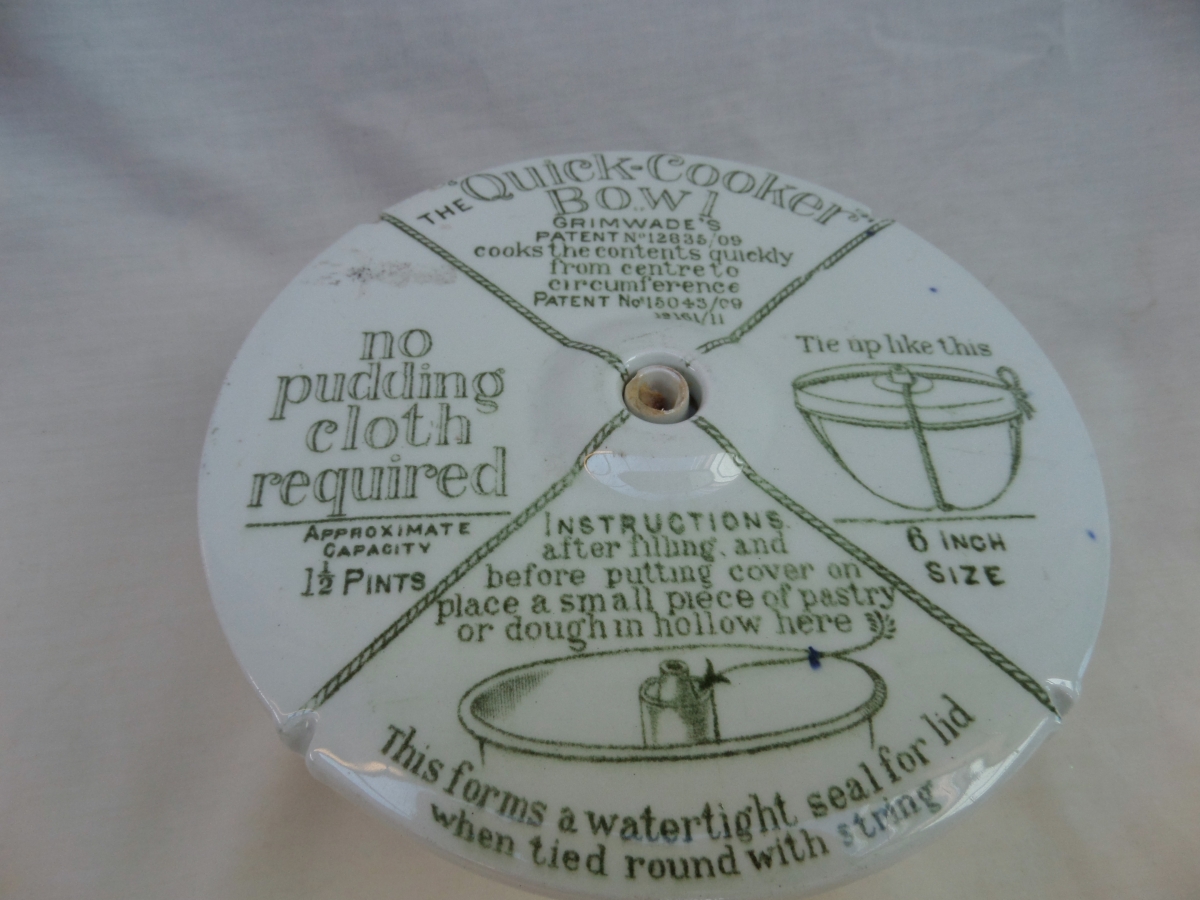 THE "Quick-Cooker"
Bowl
GRIMWADE'S
PATENT No 12835/09
cooks the contents quickly
from centre to
circumference
PATENT No 15043/09
no
pudding
cloth
required
APPROXIMATE
CAPACITY
1½ PINTS
Tie up like this
6 INCH
SIZE
INSTRUCTIONS
after filling, and
before putting cover on
place a small piece of pastry
or dough in hollow here
This forms a watertight seal for lid
when tied round with string